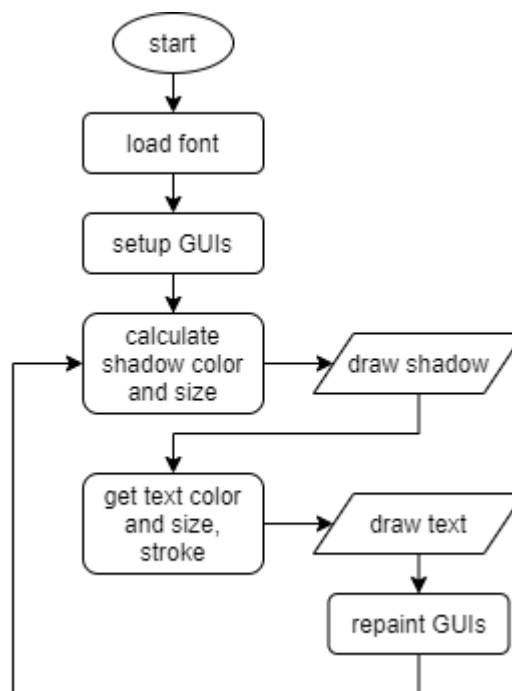 start
load font
setup GUIs
calculate
shadow color
and size
draw shadow
get text color
and size,
stroke
draw text
repaint GUIs